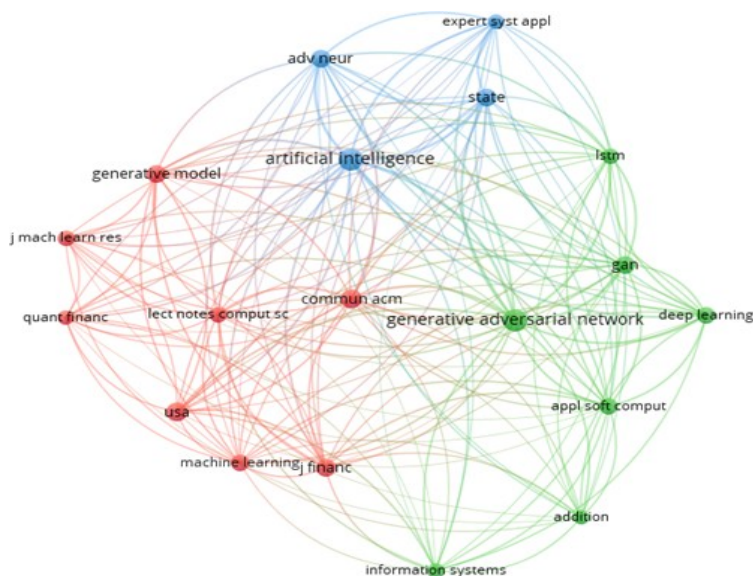 expert syst appl
adv neur
state
artificial intelligence
lstm
generative model
j mach learn res
gan
commun acm
quant financ
lect notes comput sc
generative adversarial network
deep learning
appl soft comput
usa
machine learning
j financ
addition
information systems